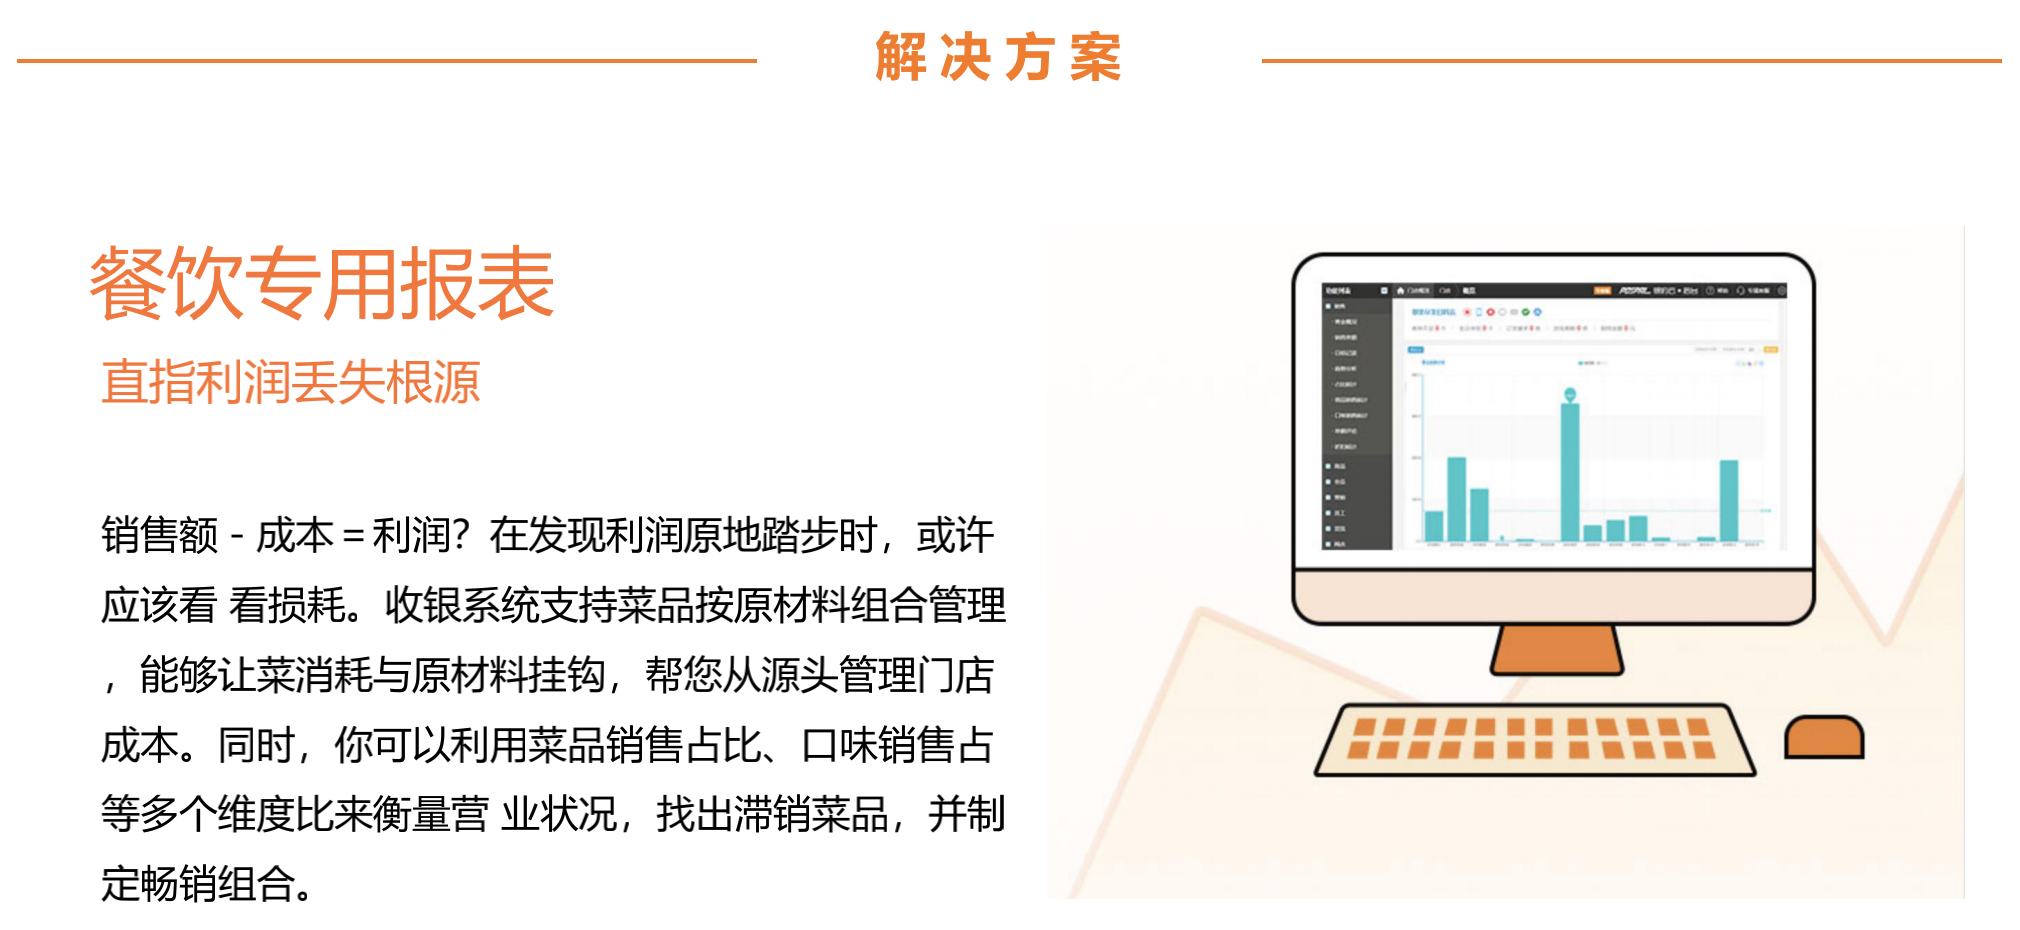 解决方案
餐饮专用报表
直指利润丢失根源
销售额 - 成本 = 利润？在发现利润原地踏步时，或许
应该看 看损耗。收银系统支持菜品按原材料组合管理
，能够让菜消耗与原材料挂钩，帮您从源头管理门店
成本。同时，你可以利用菜品销售占比、口味销售占
等多个维度比来衡量营 业状况，找出滞销菜品，并制
定畅销组合。